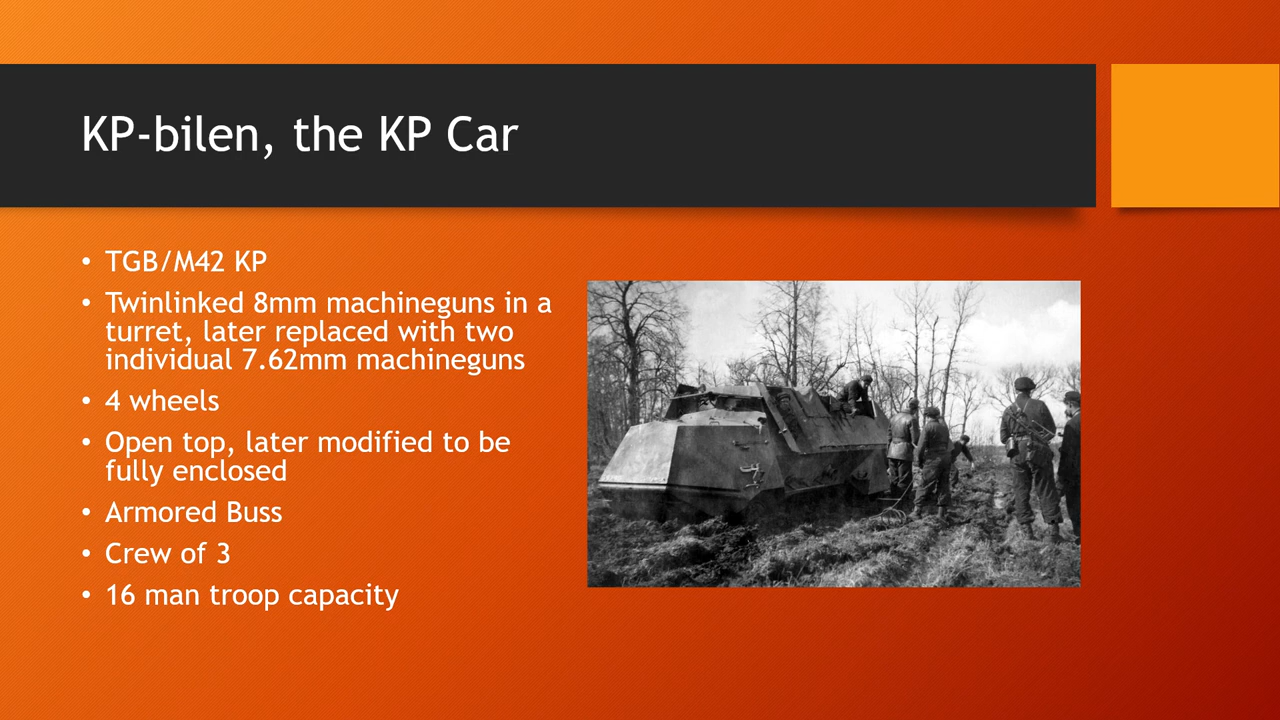 KP-bilen, the KP Car
• TGB/M42 KP
• Twinlinked 8mm machineguns in a
turret, later replaced with two
individual 7.62mm machineguns
• 4 wheels
• Open top, later modified to be
fully enclosed
• Armored Buss
• Crew of 3
• 16 man troop capacity